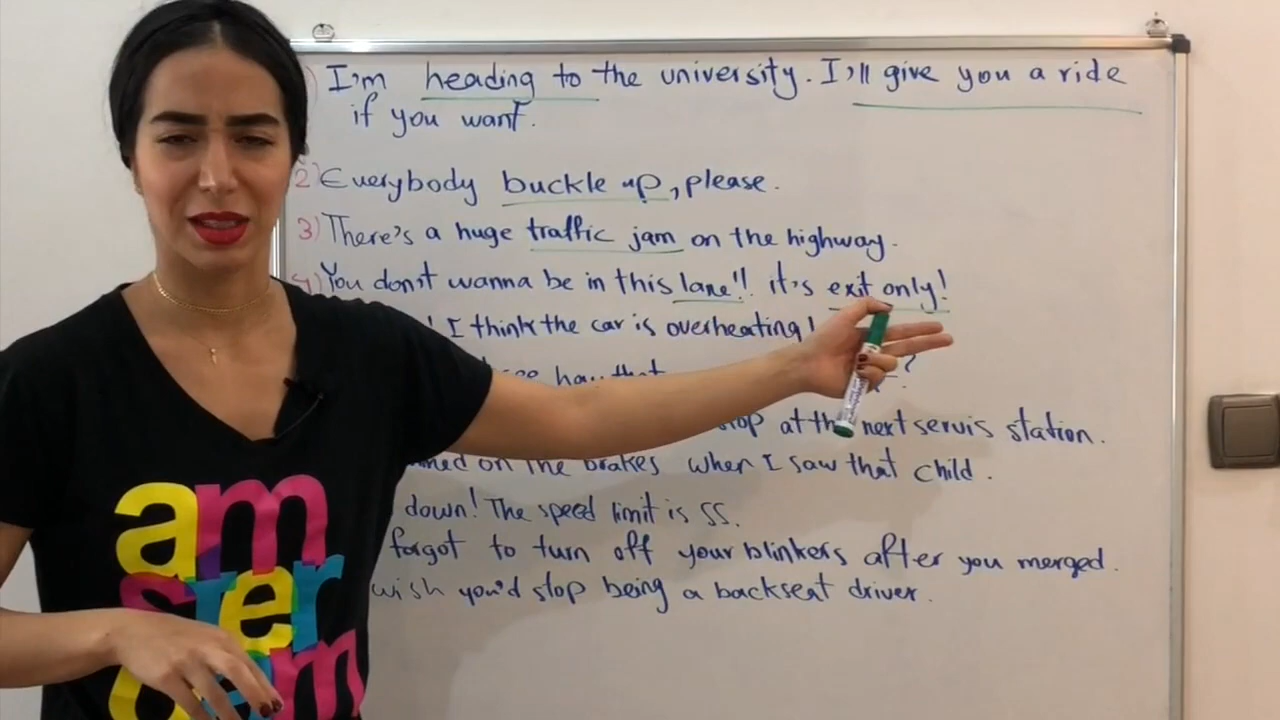 I'm heading to the university. I'll give you a ride
if you want.
2) Everybody buckle up, please.
3) There's a huge traffic jam on the highway.
4) You don't wanna be in this lane!! it's exit only!
! I think the car is overheating!
that ?
stop at the next servis station.
on the brakes when I saw that child.
down! The speed limit is 55.
forgot to turn off your blinkers after you merged.
wish you'd stop being a backseat driver.
am
ster